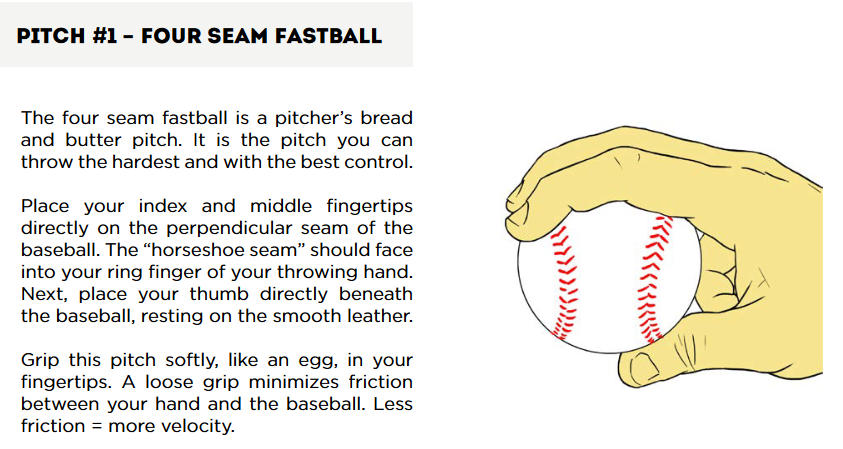 PITCH #1 – FOUR SEAM FASTBALL
The four seam fastball is a pitcher’s bread
and butter pitch. It is the pitch you can
throw the hardest and with the best control.
Place your index and middle fingertips
directly on the perpendicular seam of the
baseball. The “horseshoe seam” should face
into your ring finger of your throwing hand.
Next, place your thumb directly beneath
the baseball, resting on the smooth leather.
Grip this pitch softly, like an egg, in your
fingertips. A loose grip minimizes friction
between your hand and the baseball. Less
friction = more velocity.